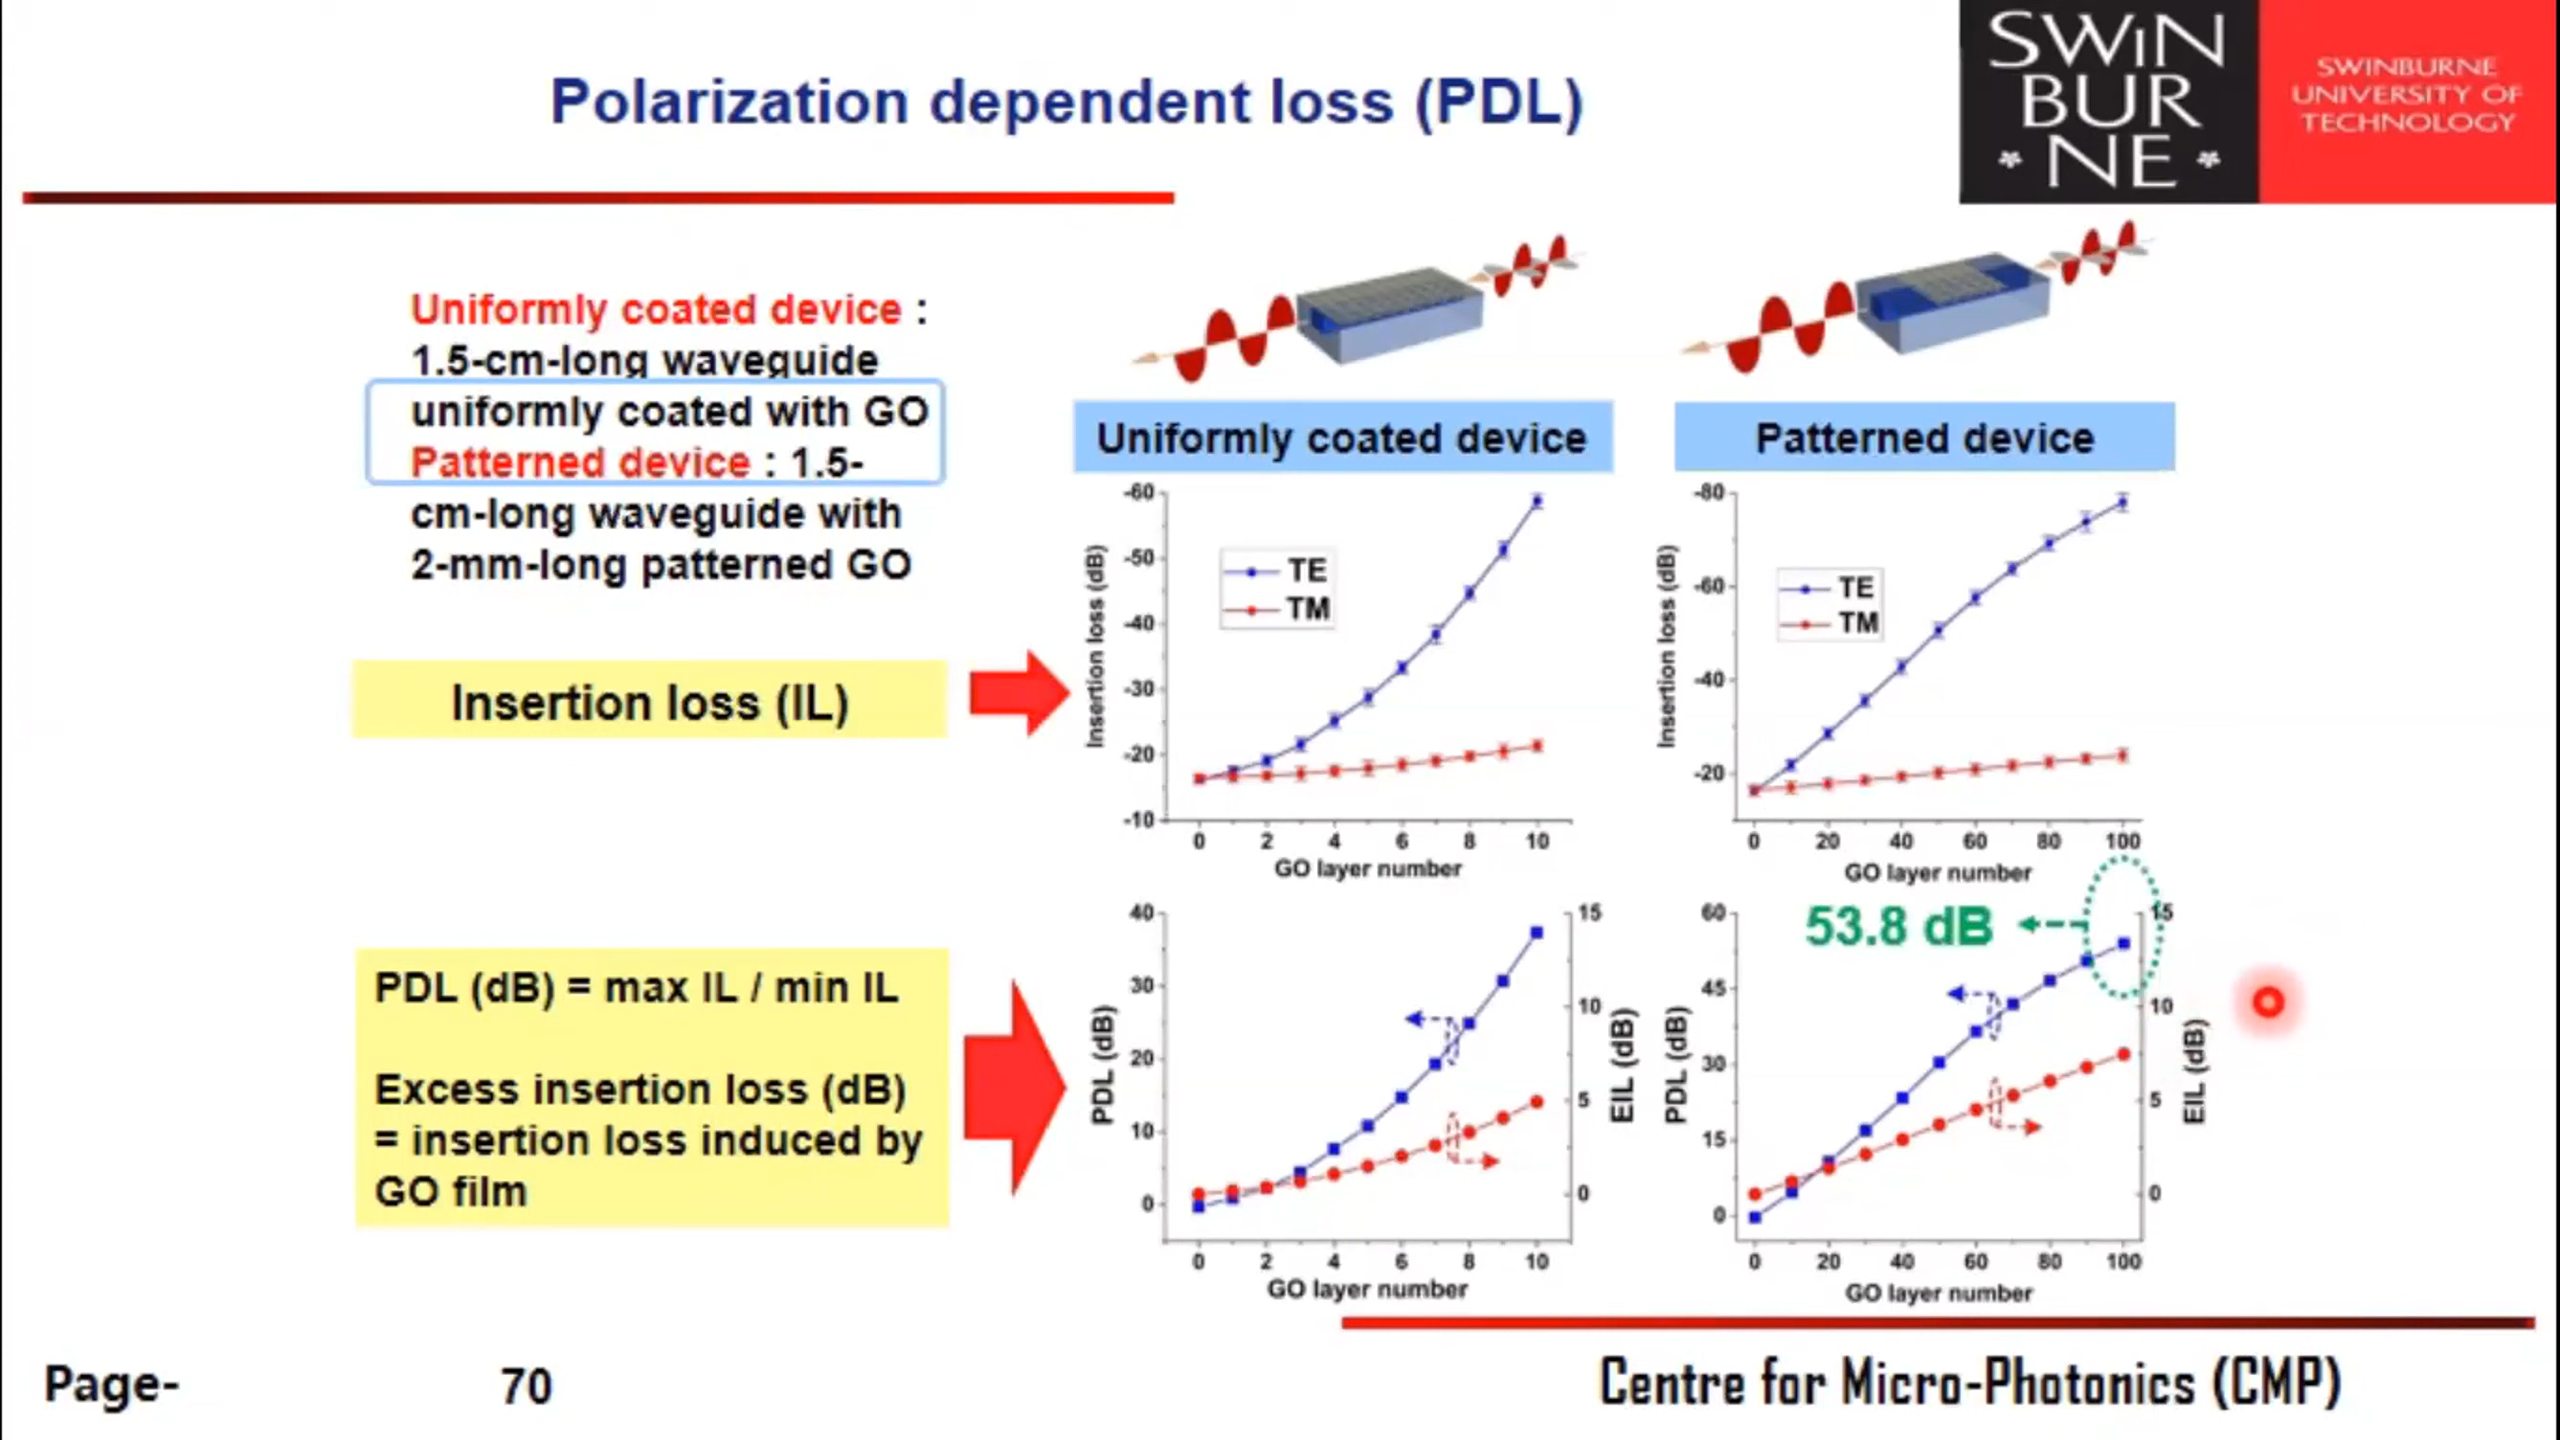 Polarization dependent loss (PDL)
SWiN
BUR
* NE *
SWINBURNE
UNIVERSITY OF
TECHNOLOGY
Uniformly coated device :
1.5-cm-long waveguide
uniformly coated with GO
Patterned device : 1.5-
cm-long waveguide with
2-mm-long patterned GO
Insertion loss (IL)
PDL (dB) = max IL / min IL
Excess insertion loss (dB)
= insertion loss induced by
GO film
Uniformly coated device
-60
-50
-40
-30
-20
-10
Insertion loss (dB)
TE
TM
0 2 4 6 8 10
GO layer number
Patterned device
-80
-60
-40
-20
Insertion loss (dB)
TE
TM
0 20 40 60 80 100
GO layer number
40
30
20
10
0
PDL (dB)
15
10
5
0
EIL (dB)
0 2 4 6 8 10
GO layer number
60
45
30
15
0
PDL (dB)
53.8 dB
15
10
5
0
EIL (dB)
0 20 40 60 80 100
GO layer number
Page- 70
Centre for Micro-Photonics (CMP)